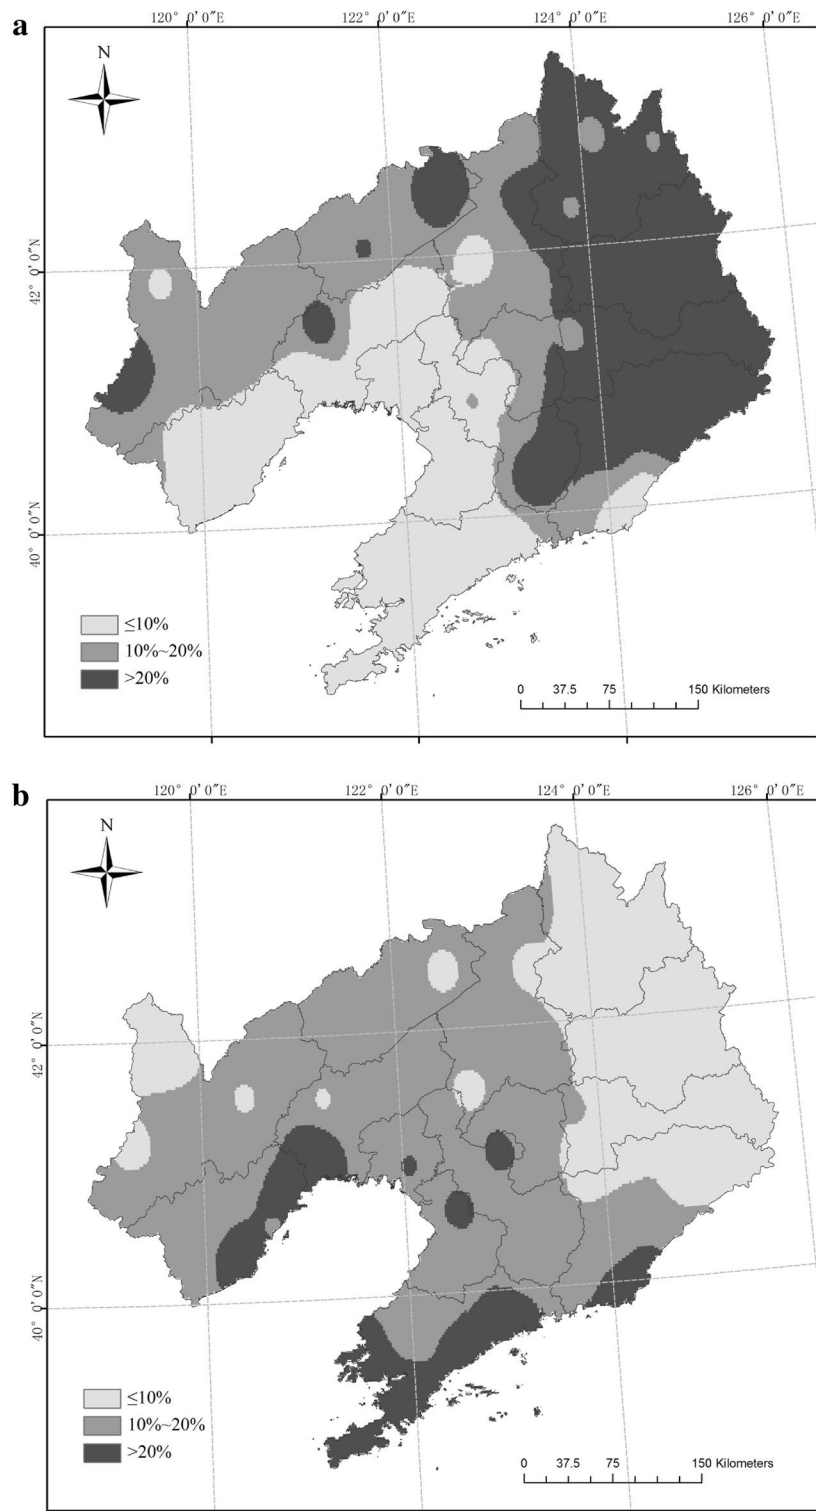 a
120° 0′ 0″E 122° 0′ 0″E 124° 0′ 0″E 126° 0′ 0″E
N
42° 0′ 0″N
40° 0′ 0″N
≤10%
10%~20%
>20%
0 37.5 75 150 Kilometers
b
120° 0′ 0″E 122° 0′ 0″E 124° 0′ 0″E 126° 0′ 0″E
N
42° 0′ 0″N
40° 0′ 0″N
≤10%
10%~20%
>20%
0 37.5 75 150 Kilometers